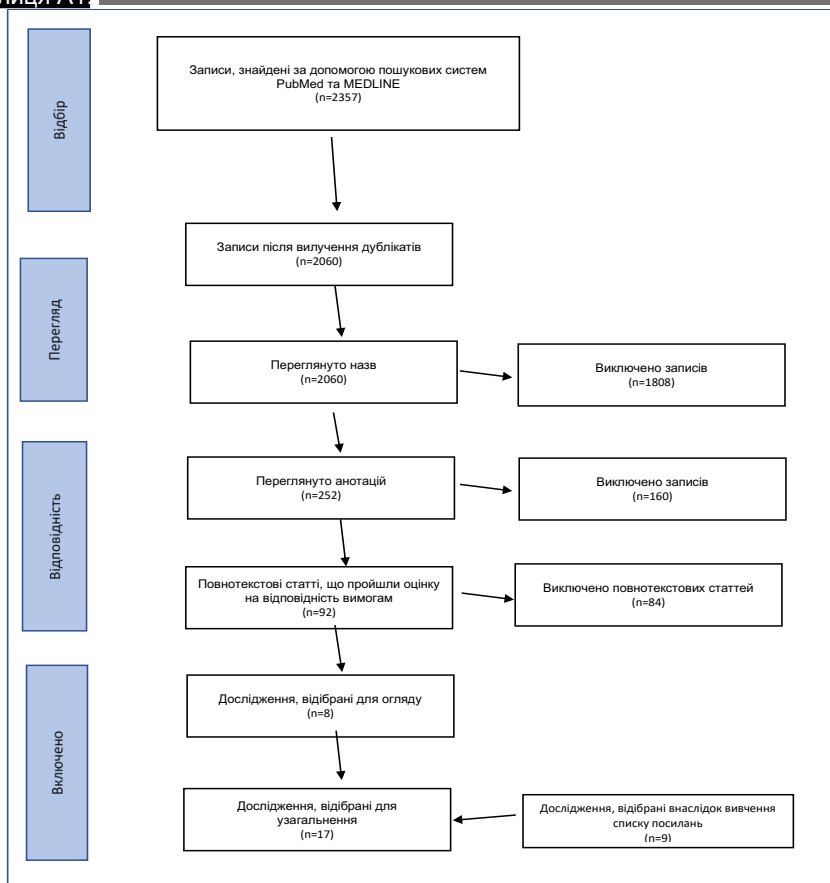 Відбір
Записи, знайдені за допомогою пошукових систем
PubMed та MEDLINE
(n=2357)
Записи після вилучення дублікатів
(n=2060)
Перегляд
Переглянуто назв
(n=2060)
Виключено записів
(n=1808)
Відповідність
Переглянуто анотацій
(n=252)
Виключено записів
(n=160)
Повнотекстові статті, що пройшли оцінку
на відповідність вимогам
(n=92)
Виключено повнотекстових статтей
(n=84)
Включено
Дослідження, відібрані для огляду
(n=8)
Дослідження, відібрані для
узагальнення
(n=17)
Дослідження, відібрані внаслідок вивчення
списку посилань
(n=9)